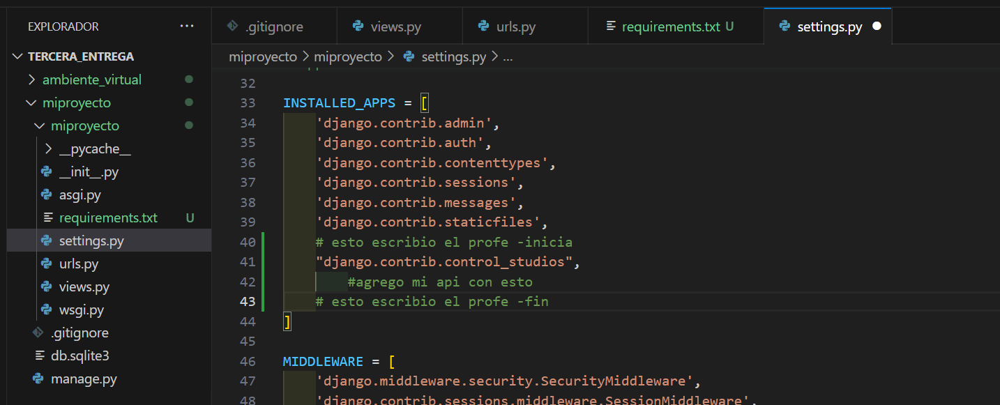 EXPLORADOR ···
.gitignore views.py urls.py requirements.txt U settings.py
TERCERA_ENTREGA
miproyecto > miproyecto > settings.py > ...
ambiente_virtual
miproyecto
miproyecto
__pycache__
__init__.py
asgi.py
requirements.txt U
settings.py
urls.py
views.py
wsgi.py
.gitignore
db.sqlite3
manage.py
32
33 INSTALLED_APPS = [
34 'django.contrib.admin',
35 'django.contrib.auth',
36 'django.contrib.contenttypes',
37 'django.contrib.sessions',
38 'django.contrib.messages',
39 'django.contrib.staticfiles',
40 # esto escribio el profe -inicia
41 "django.contrib.control_studios",
42 #agrego mi api con esto
43 # esto escribio el profe -fin
44 ]
45
46 MIDDLEWARE = [
47 'django.middleware.security.SecurityMiddleware',
48 'django.contrib.sessions.middleware.SessionMiddleware',